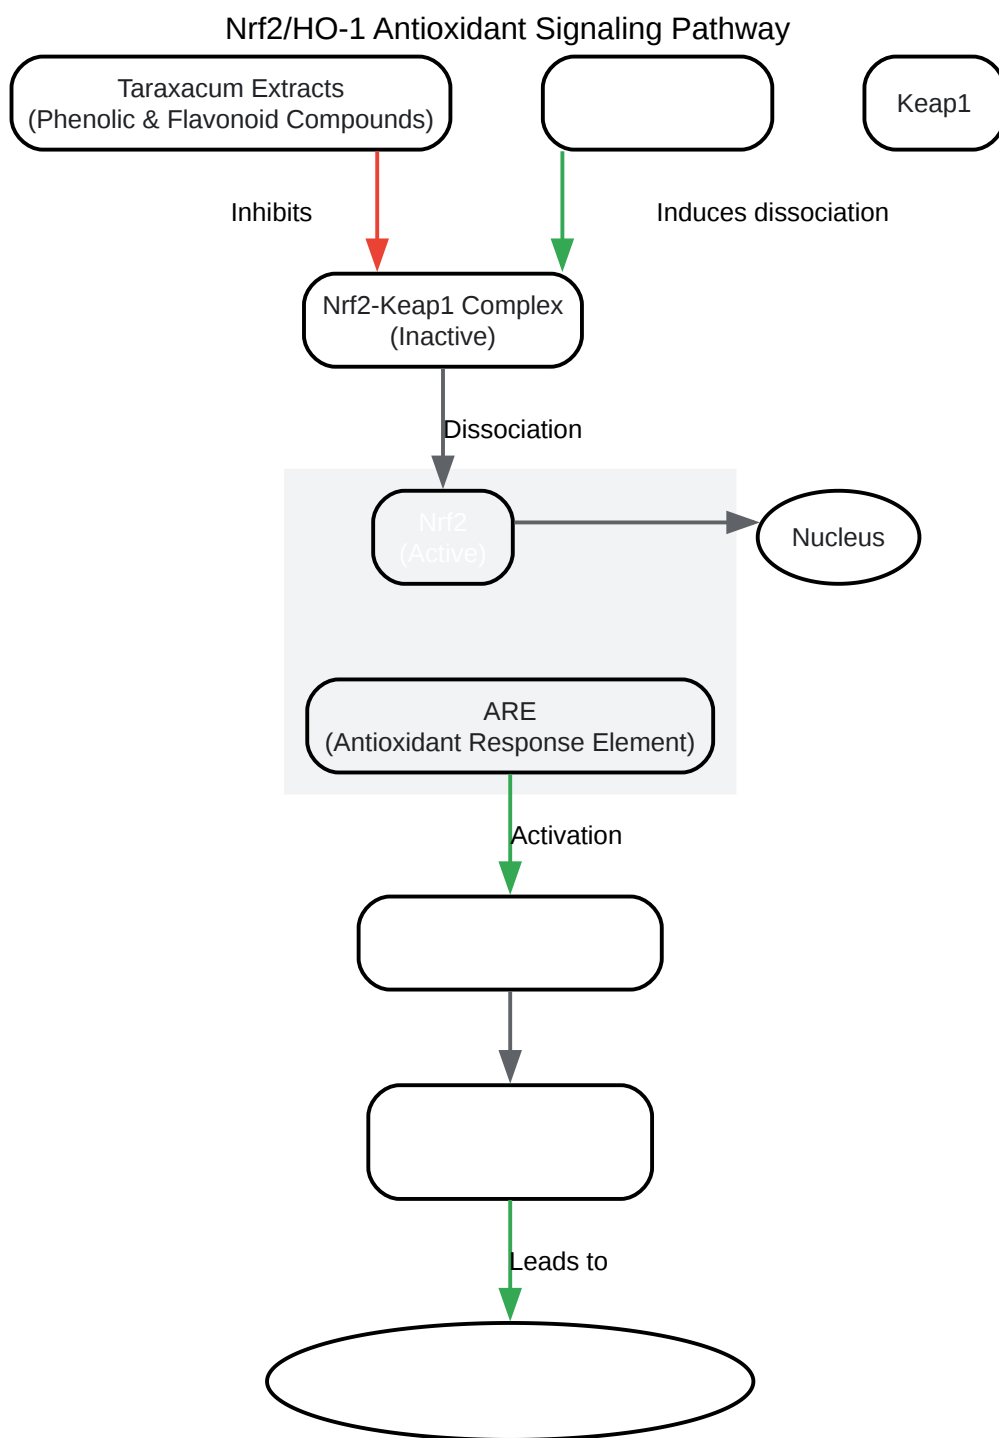 Nrf2/HO-1 Antioxidant Signaling Pathway
Taraxacum Extracts
(Phenolic & Flavonoid Compounds)
Keap1
Inhibits
Induces dissociation
Nrf2-Keap1 Complex
(Inactive)
Dissociation
Nrf2
(Active)
Nucleus
ARE
(Antioxidant Response Element)
Activation
Leads to